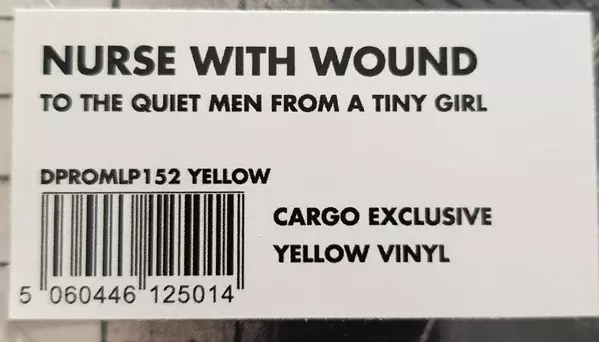 NURSE WITH WOUND
TO THE QUIET MEN FROM A TINY GIRL
DPROMLP152 YELLOW
CARGO EXCLUSIVE
YELLOW VINYL
5 060446 125014